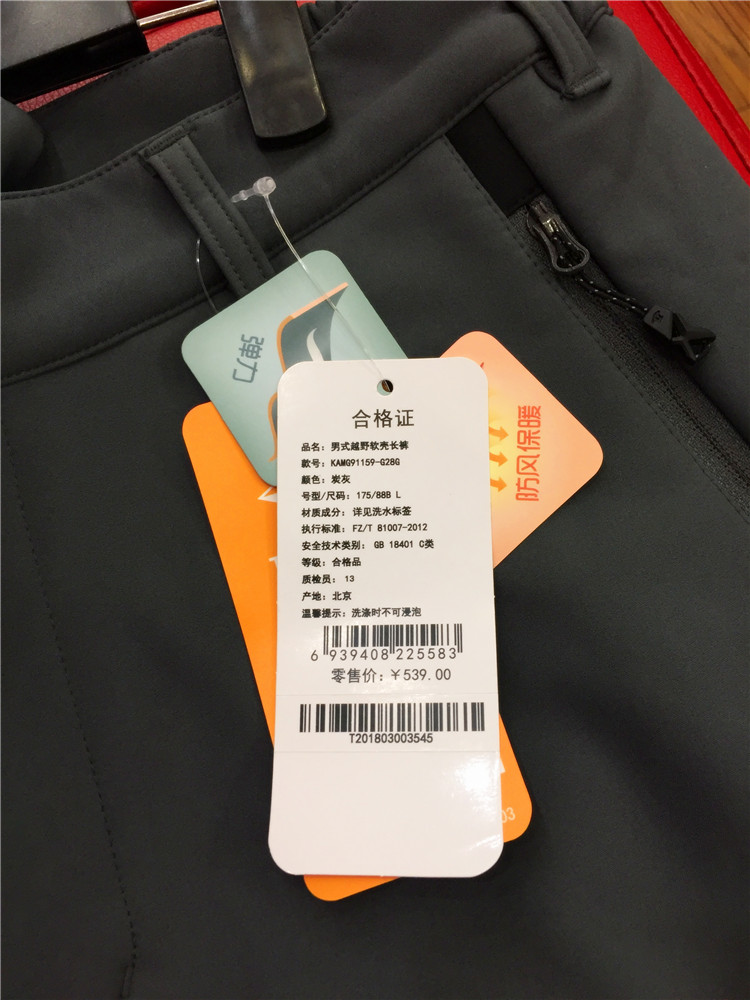 弹力
防风保暖
合格证
品名: 男式越野软壳长裤
款号: KAMG91159-G28G
颜色: 炭灰
号型/尺码: 175/88B L
材质成分: 详见洗水标签
执行标准: FZ/T 81007-2012
安全技术类别: GB 18401 C类
等级: 合格品
质检员: 13
产地: 北京
温馨提示: 洗涤时不可浸泡
6 939408 225583
零售价: ¥539.00
T201803003545
03